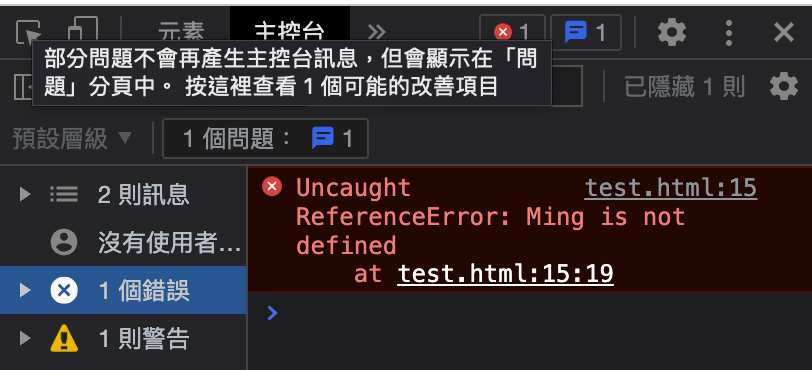 元素
主控台
1
1
部分問題不會再產生主控台訊息，但會顯示在「問
題」分頁中。 按這裡查看 1 個可能的改善項目
已隱藏 1 則
預設層級
1 個問題：
1
2 則訊息
沒有使用者…
1 個錯誤
1 則警告
Uncaught
test.html:15
ReferenceError: Ming is not
defined
at test.html:15:19